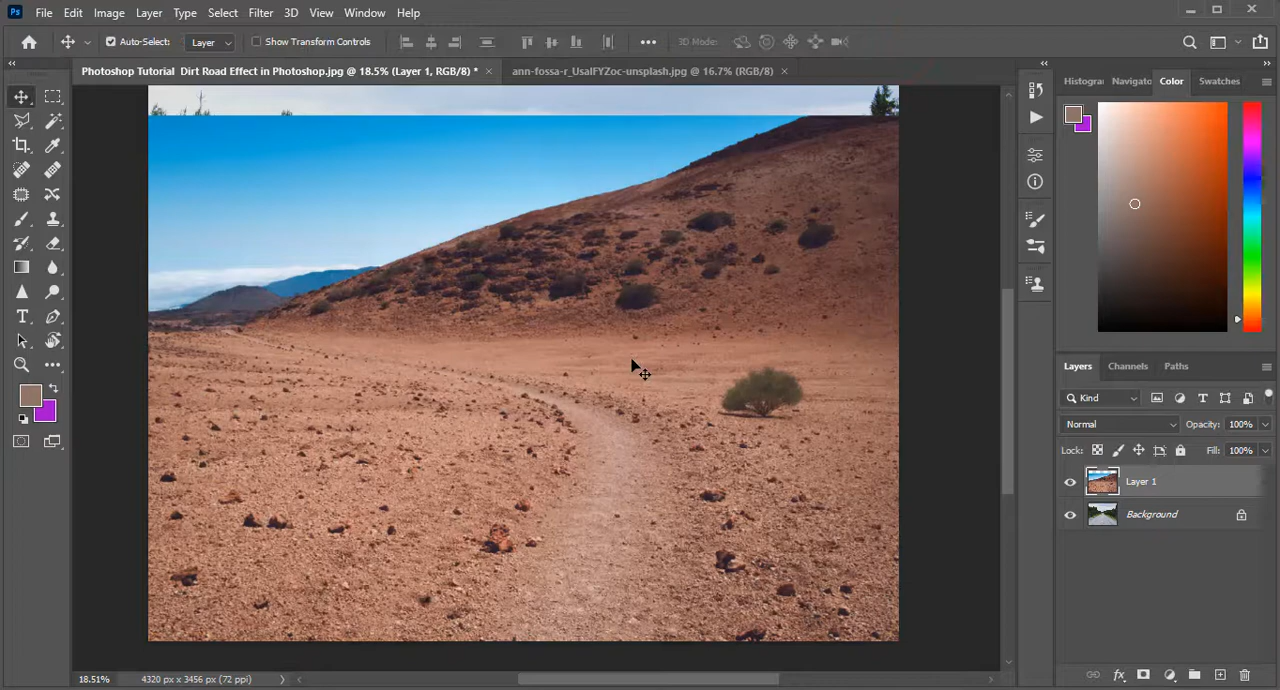 Ps File Edit Image Layer Type Select Filter 3D View Window Help
Auto-Select: Layer Show Transform Controls 3D Mode:
Photoshop Tutorial Dirt Road Effect in Photoshop.jpg @ 18.5% (Layer 1, RGB/8) * × ann-fossa-r_UsalFYZoc-unsplash.jpg @ 16.7% (RGB/8) ×
Histogram Navigato Color Swatches
Layers Channels Paths
Kind
Normal Opacity: 100%
Lock: Fill: 100%
Layer 1
Background
18.51% 4320 px x 3456 px (72 ppi)